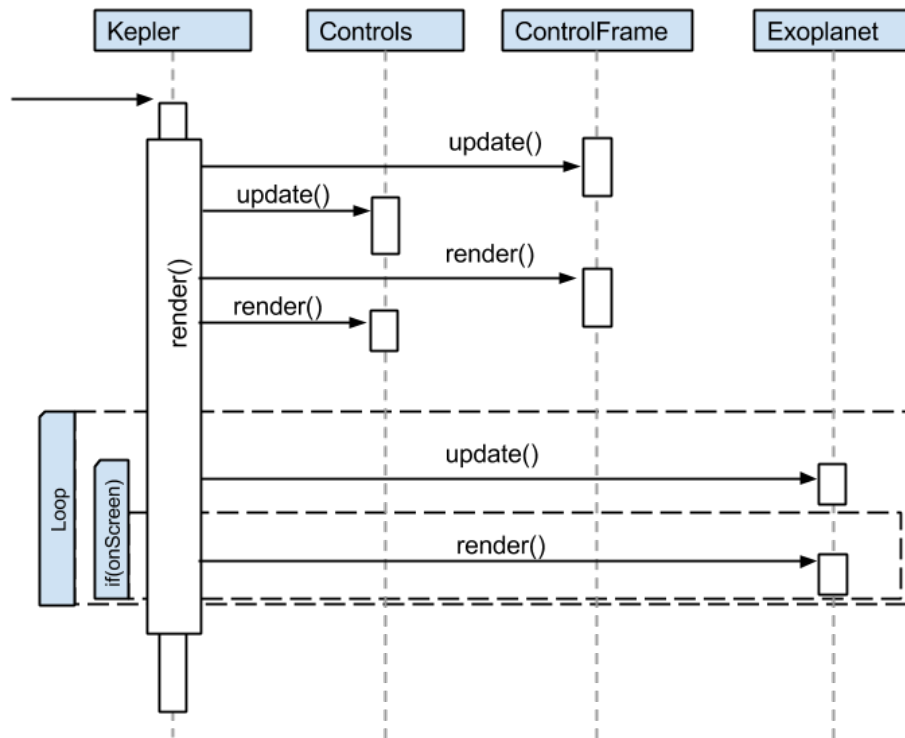 Kepler
Controls
ControlFrame
Exoplanet
update()
update()
render()
render()
render()
Loop
update()
if(onScreen)
render()